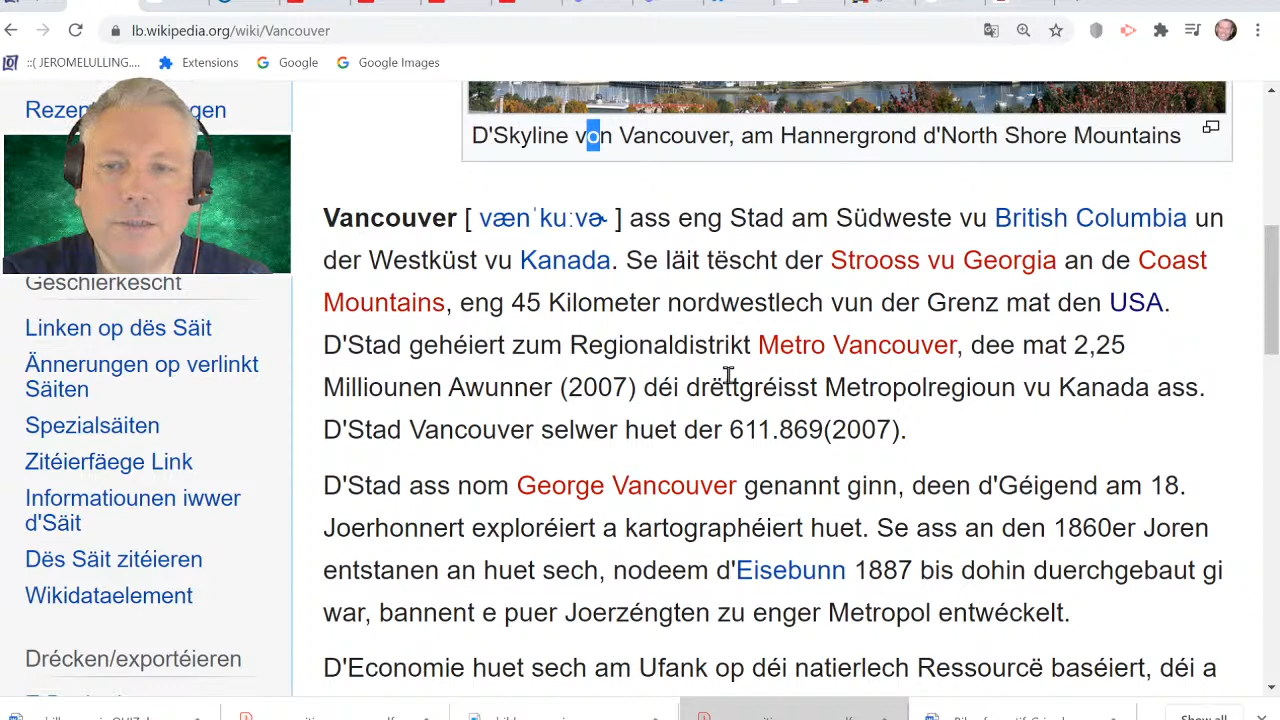 lb.wikipedia.org/wiki/Vancouver
::( JEROMELULLING.... Extensions Google Google Images
D'Skyline von Vancouver, am Hannergrond d'North Shore Mountains
Vancouver [ vænˈkuːvɚ ] ass eng Stad am Südweste vu British Columbia un
der Westküst vu Kanada. Se läit tëscht der Strooss vu Georgia an de Coast
Mountains, eng 45 Kilometer nordwestlech vun der Grenz mat den USA.
D'Stad gehéiert zum Regionaldistrikt Metro Vancouver, dee mat 2,25
Milliounen Awunner (2007) déi drëttgréisst Metropolregioun vu Kanada ass.
D'Stad Vancouver selwer huet der 611.869(2007).
D'Stad ass nom George Vancouver genannt ginn, deen d'Géigend am 18.
Joerhonnert exploréiert a kartographéiert huet. Se ass an den 1860er Joren
entstanen an huet sech, nodeem d'Eisebunn 1887 bis dohin duerchgebaut gi
war, bannent e puer Joerzéngten zu enger Metropol entwéckelt.
D'Economie huet sech am Ufank op déi natierlech Ressourcë baséiert, déi a
Geschierkëscht
Linken op dës Säit
Ännerungen op verlinkt
Säiten
Spezialsäiten
Zitéierfäege Link
Informatiounen iwwer
d'Säit
Dës Säit zitéieren
Wikidataelement
Drécken/exportéieren
Show all